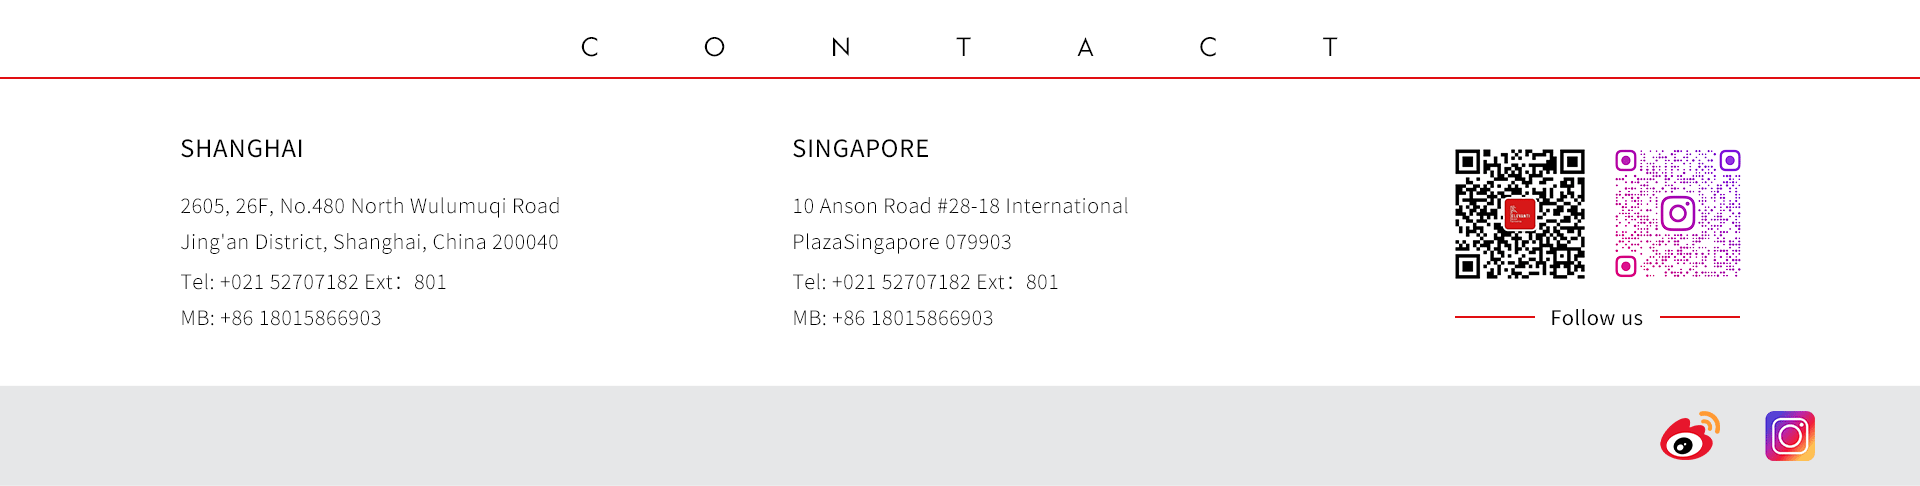 CONTACT
SHANGHAI
2605, 26F, No.480 North Wulumuqi Road
Jing'an District, Shanghai, China 200040
Tel: +021 52707182 Ext：801
MB: +86 18015866903
SINGAPORE
10 Anson Road #28-18 International
PlazaSingapore 079903
Tel: +021 52707182 Ext：801
MB: +86 18015866903
Follow us